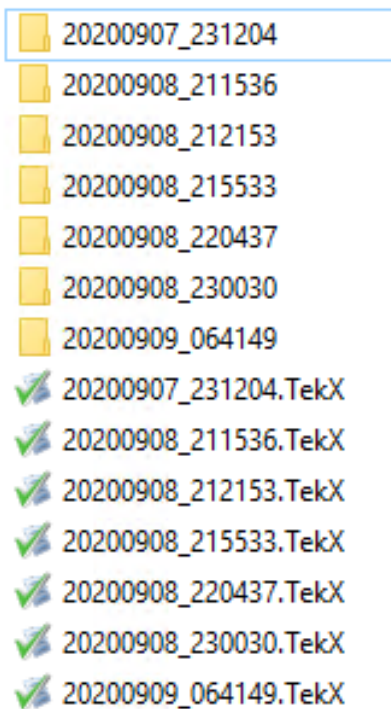 20200907_231204
20200908_211536
20200908_212153
20200908_215533
20200908_220437
20200908_230030
20200909_064149
20200907_231204.TekX
20200908_211536.TekX
20200908_212153.TekX
20200908_215533.TekX
20200908_220437.TekX
20200908_230030.TekX
20200909_064149.TekX